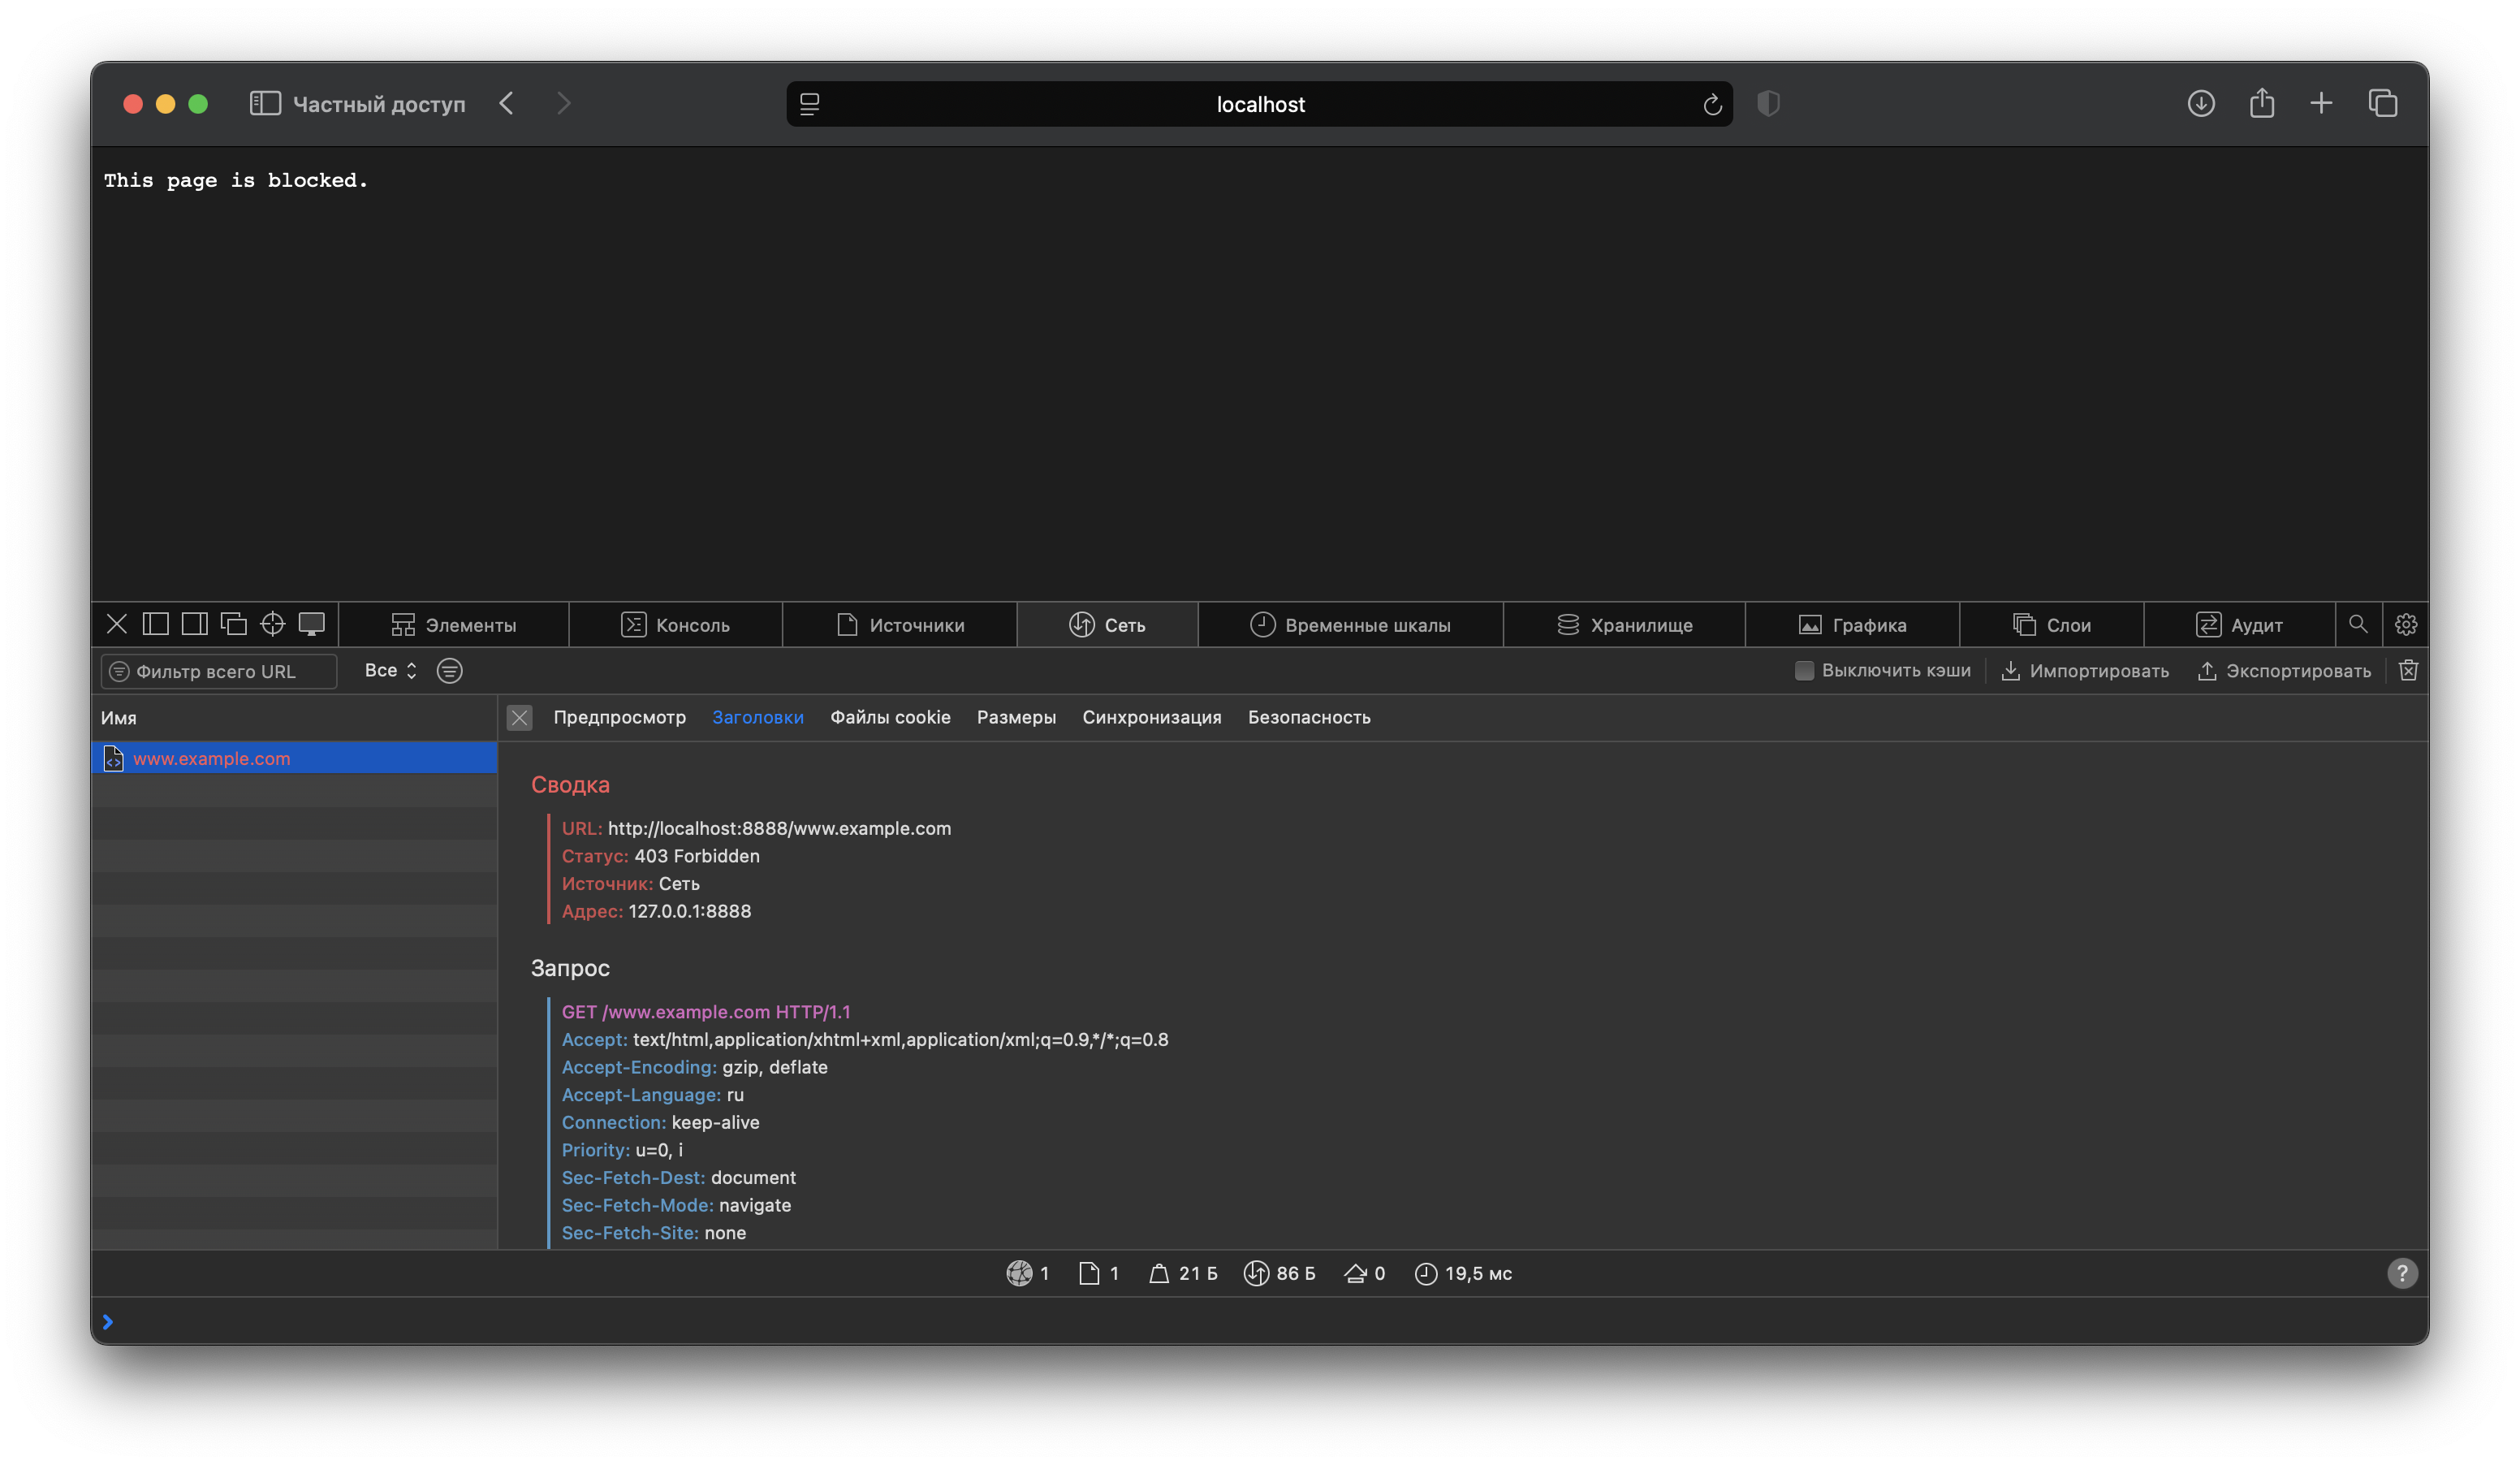 Частный доступ
localhost
This page is blocked.
Элементы
Консоль
Источники
Сеть
Временные шкалы
Хранилище
Графика
Слои
Аудит
Фильтр всего URL
Все
Выключить кэши
Импортировать
Экспортировать
Имя
Предпросмотр
Заголовки
Файлы cookie
Размеры
Синхронизация
Безопасность
www.example.com
Сводка
URL: http://localhost:8888/www.example.com
Статус: 403 Forbidden
Источник: Сеть
Адрес: 127.0.0.1:8888
Запрос
GET /www.example.com HTTP/1.1
Accept: text/html,application/xhtml+xml,application/xml;q=0.9,*/*;q=0.8
Accept-Encoding: gzip, deflate
Accept-Language: ru
Connection: keep-alive
Priority: u=0, i
Sec-Fetch-Dest: document
Sec-Fetch-Mode: navigate
Sec-Fetch-Site: none
1
1
21 Б
86 Б
0
19,5 мс
?